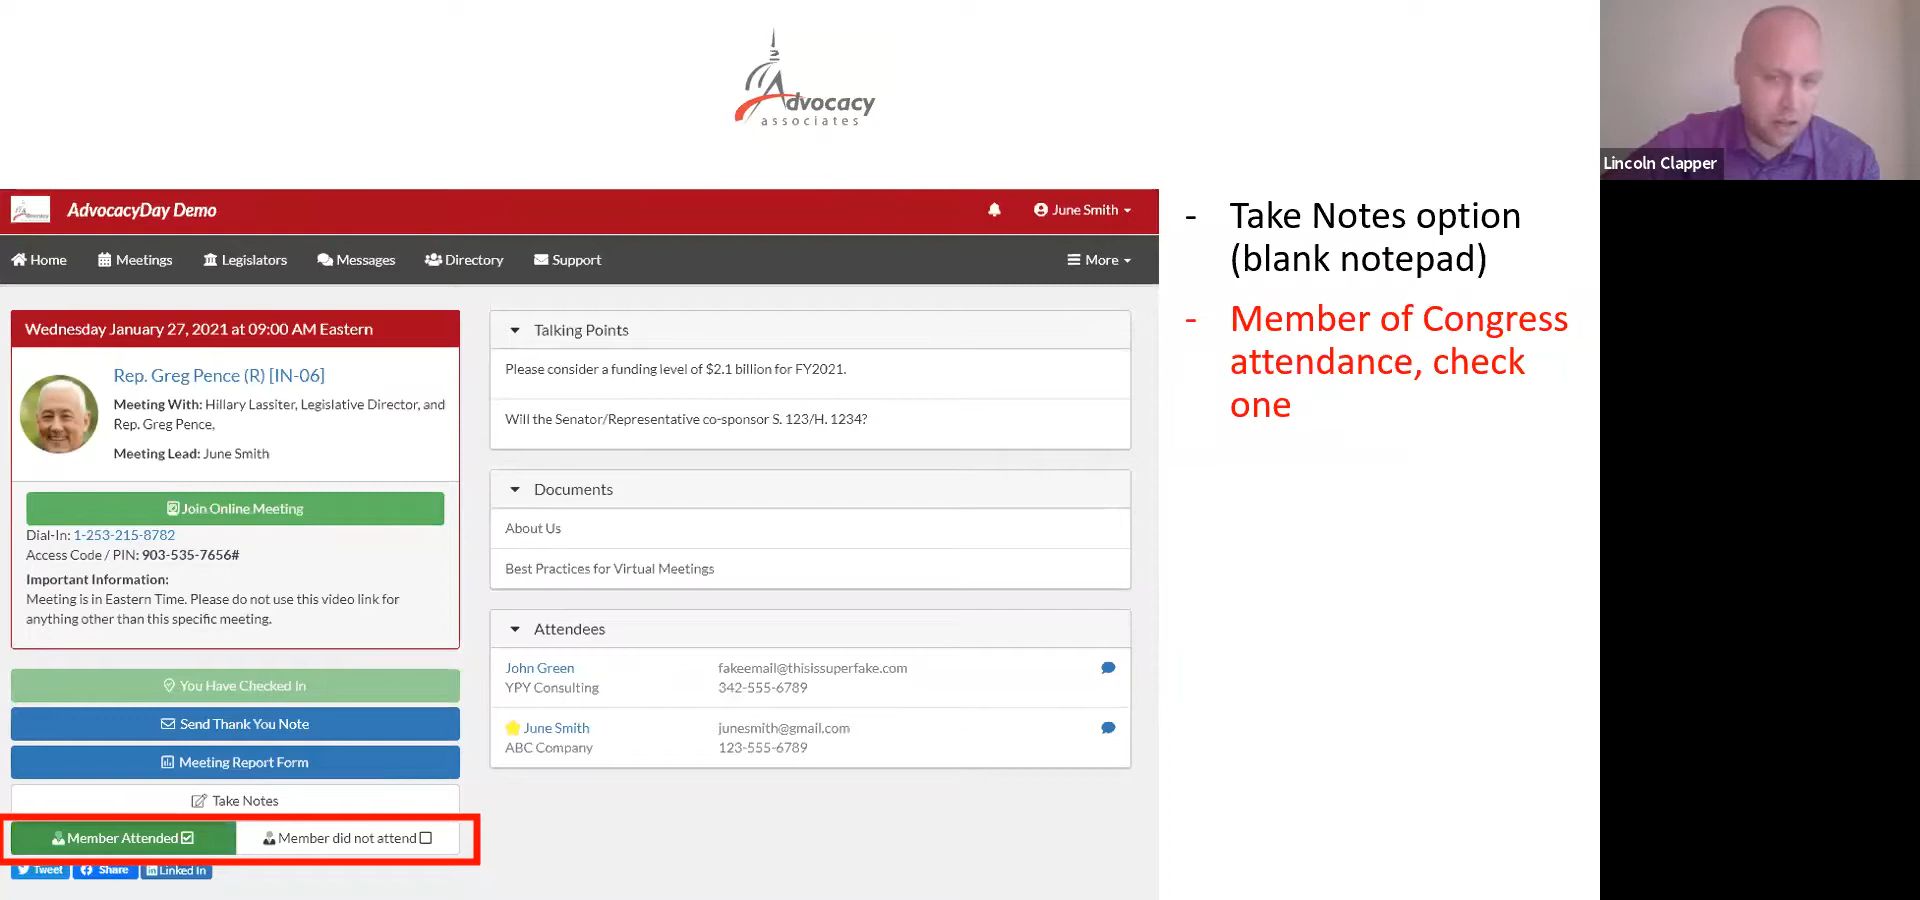 Advocacy
associates
Lincoln Clapper
AdvocacyDay Demo
June Smith
Home
Meetings
Legislators
Messages
Directory
Support
More
Wednesday January 27, 2021 at 09:00 AM Eastern
Rep. Greg Pence (R) [IN-06]
Meeting With: Hillary Lassiter, Legislative Director, and
Rep. Greg Pence,
Meeting Lead: June Smith
Join Online Meeting
Dial-In: 1-253-215-8782
Access Code / PIN: 903-535-7656#
Important Information:
Meeting is in Eastern Time. Please do not use this video link for
anything other than this specific meeting.
You Have Checked In
Send Thank You Note
Meeting Report Form
Take Notes
Member Attended
Member did not attend
Tweet
Share
Linked In
Talking Points
Please consider a funding level of $2.1 billion for FY2021.
Will the Senator/Representative co-sponsor S. 123/H. 1234?
Documents
About Us
Best Practices for Virtual Meetings
Attendees
John Green
fakeemail@thisissuperfake.com
YPY Consulting
342-555-6789
June Smith
junesmith@gmail.com
ABC Company
123-555-6789
- Take Notes option
(blank notepad)
- Member of Congress
attendance, check
one